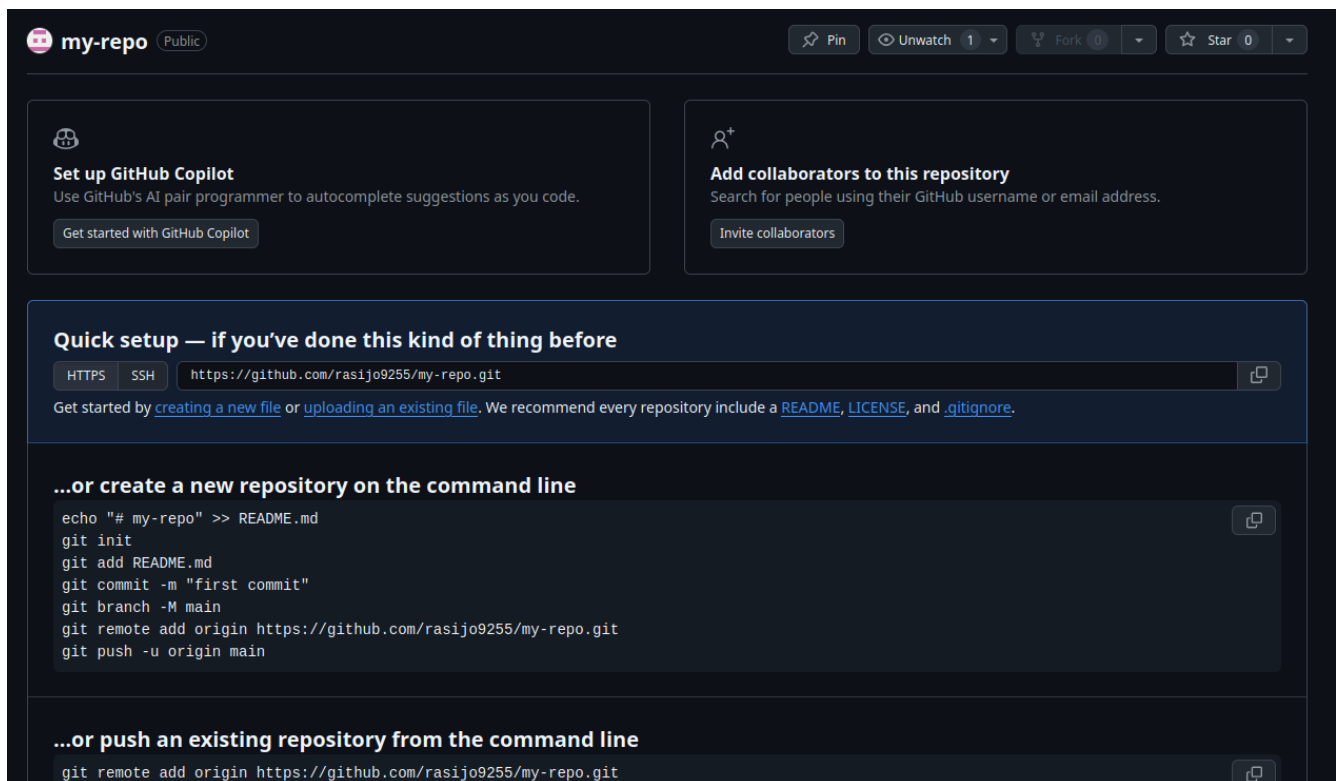 my-repo Public
Pin Unwatch 1 Fork 0 Star 0
Set up GitHub Copilot
Use GitHub's AI pair programmer to autocomplete suggestions as you code.
Get started with GitHub Copilot
Add collaborators to this repository
Search for people using their GitHub username or email address.
Invite collaborators
Quick setup — if you’ve done this kind of thing before
HTTPS SSH https://github.com/rasijo9255/my-repo.git
Get started by creating a new file or uploading an existing file. We recommend every repository include a README, LICENSE, and .gitignore.
…or create a new repository on the command line
echo "# my-repo" >> README.md
git init
git add README.md
git commit -m "first commit"
git branch -M main
git remote add origin https://github.com/rasijo9255/my-repo.git
git push -u origin main
…or push an existing repository from the command line
git remote add origin https://github.com/rasijo9255/my-repo.git